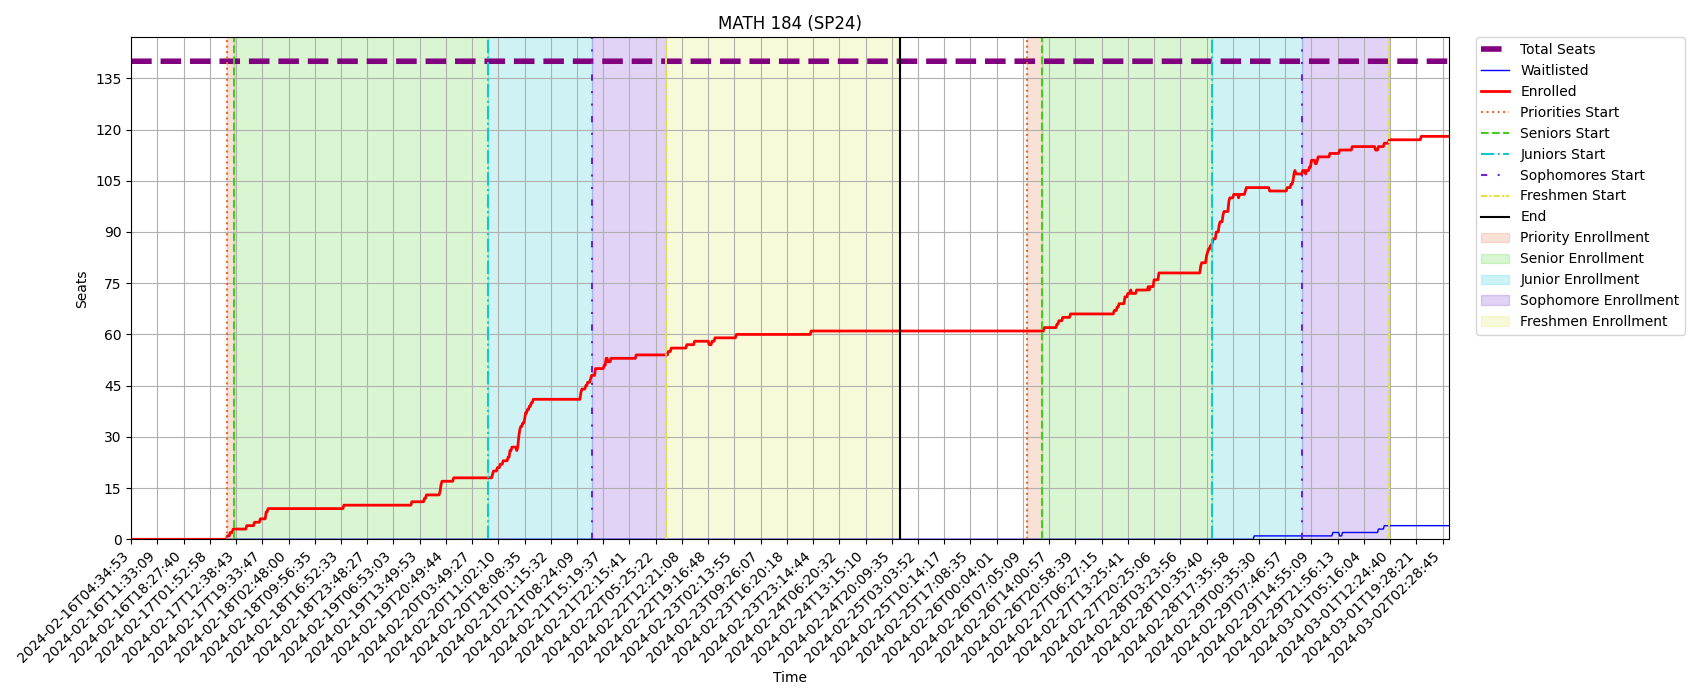 MATH 184 (SP24)
Seats
135
120
105
90
75
60
45
30
15
0
2024-02-16T04:34:53
2024-02-16T11:33:09
2024-02-16T18:27:40
2024-02-17T01:52:58
2024-02-17T12:38:43
2024-02-17T19:33:47
2024-02-18T02:48:00
2024-02-18T09:56:35
2024-02-18T16:52:33
2024-02-18T23:48:27
2024-02-19T06:53:03
2024-02-19T13:49:53
2024-02-19T20:49:44
2024-02-20T03:49:27
2024-02-20T11:02:10
2024-02-20T18:08:35
2024-02-21T01:15:32
2024-02-21T08:24:09
2024-02-21T15:19:37
2024-02-21T22:15:41
2024-02-22T05:25:22
2024-02-22T12:21:08
2024-02-22T19:16:48
2024-02-23T02:13:55
2024-02-23T09:26:07
2024-02-23T16:20:18
2024-02-23T23:14:44
2024-02-24T06:20:32
2024-02-24T13:15:10
2024-02-24T20:09:35
2024-02-25T03:03:52
2024-02-25T10:14:17
2024-02-25T17:08:35
2024-02-26T00:04:01
2024-02-26T07:05:09
2024-02-26T14:00:57
2024-02-26T20:58:39
2024-02-27T06:27:15
2024-02-27T13:25:41
2024-02-27T20:25:06
2024-02-28T03:23:56
2024-02-28T10:35:40
2024-02-28T17:35:58
2024-02-29T00:35:30
2024-02-29T07:46:57
2024-02-29T14:55:09
2024-02-29T21:56:13
2024-03-01T05:16:04
2024-03-01T12:24:40
2024-03-01T19:28:21
2024-03-02T02:28:45
Time
Total Seats
Waitlisted
Enrolled
Priorities Start
Seniors Start
Juniors Start
Sophomores Start
Freshmen Start
End
Priority Enrollment
Senior Enrollment
Junior Enrollment
Sophomore Enrollment
Freshmen Enrollment